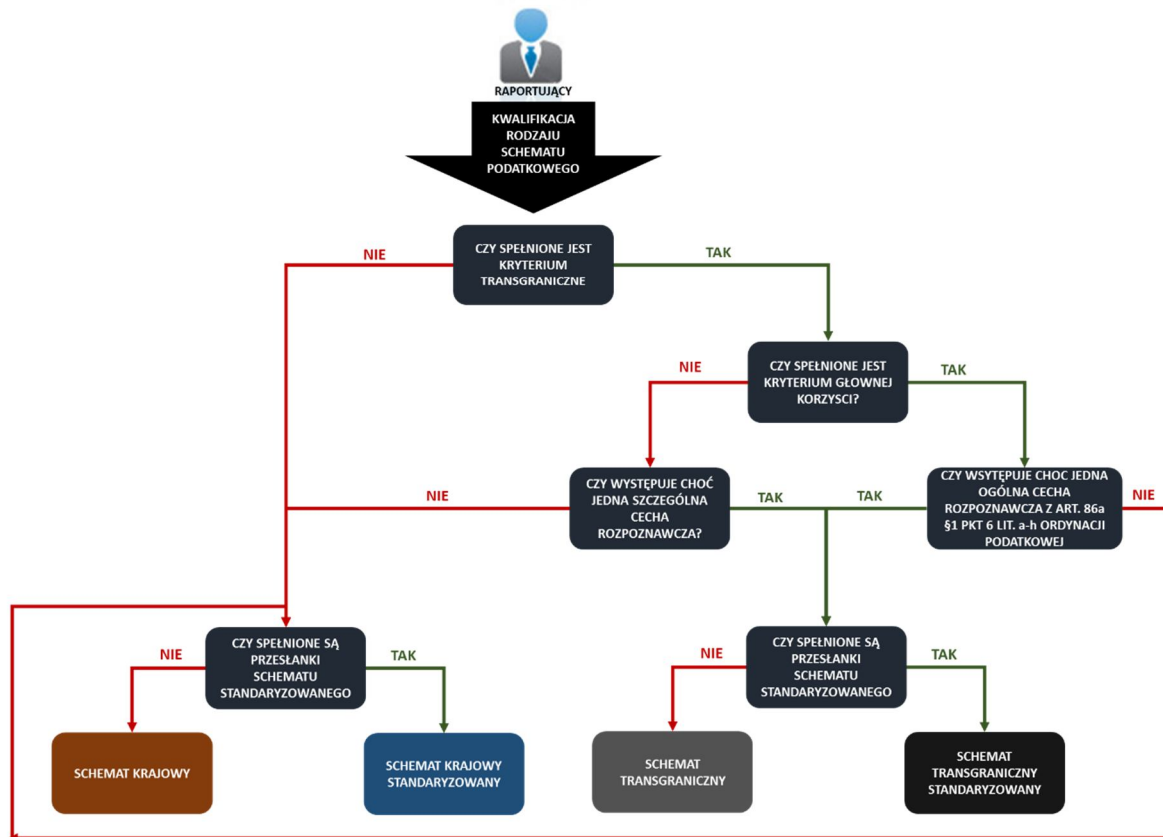 RAPORTUJĄCY
KWALIFIKACJA
RODZAJU
SCHEMATU
PODATKOWEGO
CZY SPEŁNIONE JEST
KRYTERIUM
TRANSGRANICZNE
NIE
TAK
CZY SPEŁNIONE JEST
KRYTERIUM GŁOWNEJ
KORZYSCI?
NIE
TAK
CZY WYSTĘPUJE CHOĆ
JEDNA SZCZEGÓLNA
CECHA
ROZPOZNAWCZA?
NIE
TAK
CZY WSYTĘPUJE CHOC JEDNA
OGÓLNA CECHA
ROZPOZNAWCZA Z ART. 86a
§1 PKT 6 LIT. a-h ORDYNACJI
PODATKOWEJ
TAK
NIE
CZY SPEŁNIONE SĄ
PRZESŁANKI
SCHEMATU
STANDARYZOWANEGO
NIE
TAK
CZY SPEŁNIONE SĄ
PRZESŁANKI
SCHEMATU
STANDARYZOWANEGO
NIE
TAK
SCHEMAT KRAJOWY
SCHEMAT KRAJOWY
STANDARYZOWANY
SCHEMAT
TRANSGRANICZNY
SCHEMAT
TRANSGRANICZNY
STANDARYZOWANY